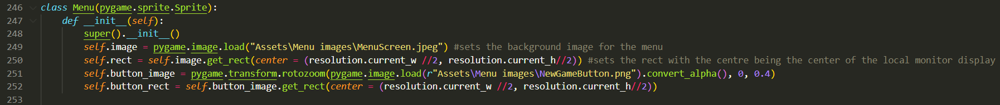 246 class Menu(pygame.sprite.Sprite):
247 def __init__(self):
248 super().__init__()
249 self.image = pygame.image.load("Assets\Menu images\MenuScreen.jpeg") #sets the background image for the menu
250 self.rect = self.image.get_rect(center = (resolution.current_w //2, resolution.current_h//2)) #sets the rect with the centre being the center of the local monitor display
251 self.button_image = pygame.transform.rotozoom(pygame.image.load(r"Assets\Menu images\NewGameButton.png").convert_alpha(), 0, 0.4)
252 self.button_rect = self.button_image.get_rect(center = (resolution.current_w //2, resolution.current_h//2))
253